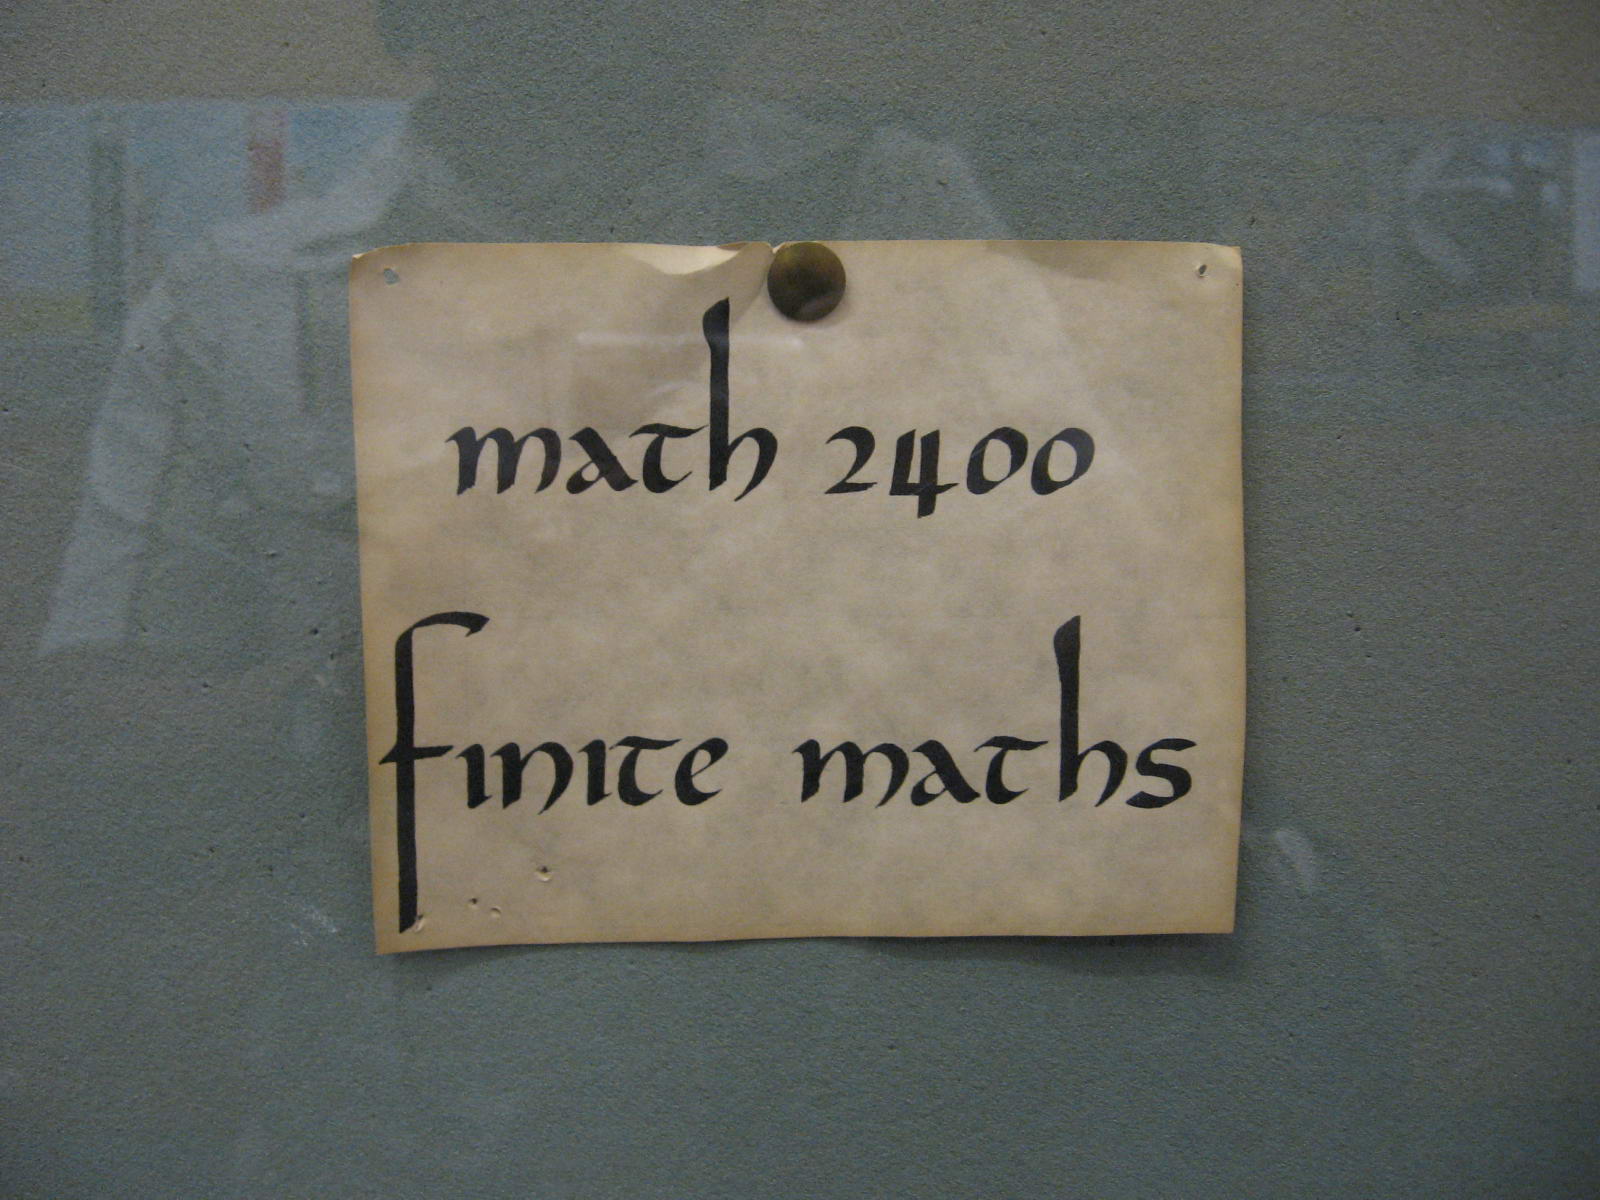 math 2400
finite maths